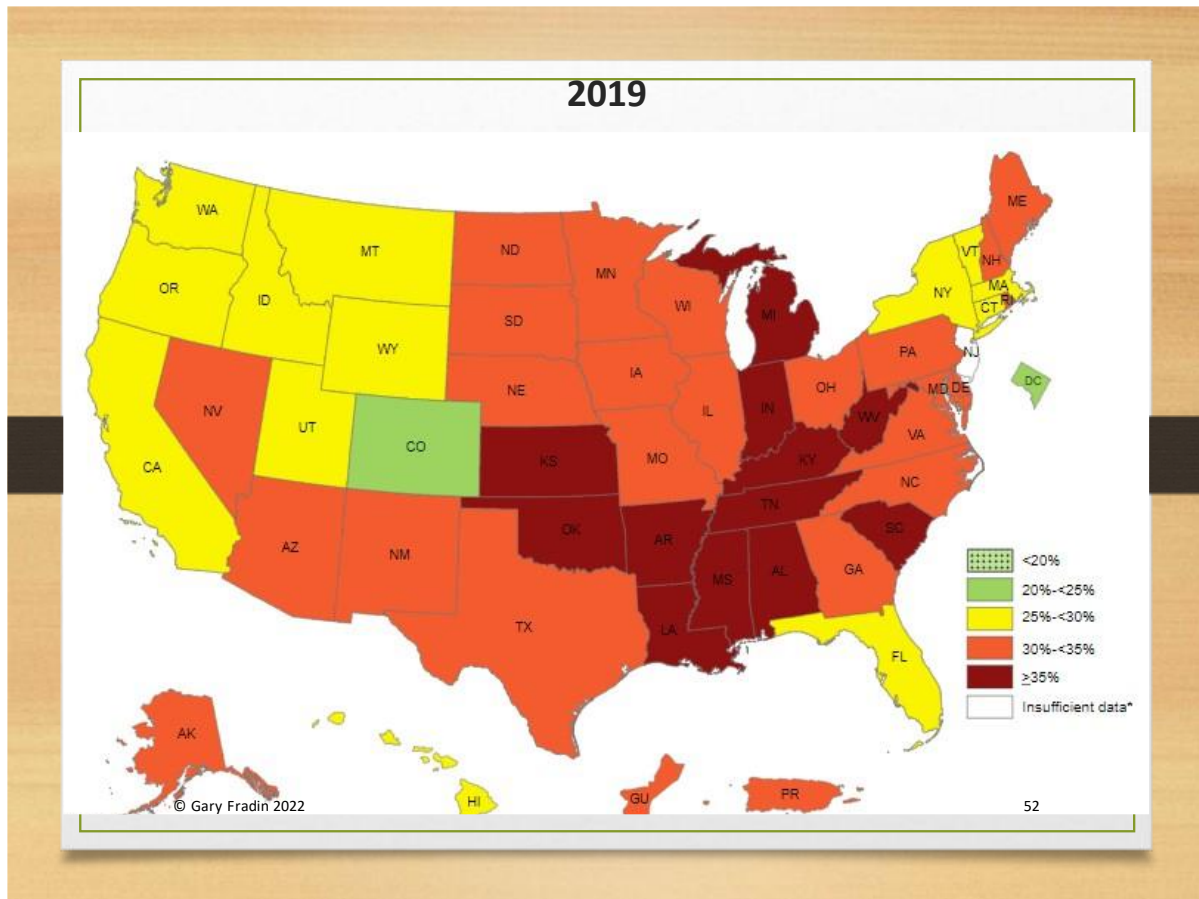 2019
WA
MT
ND
MN
ME
VT
NH
OR
ID
SD
WI
MI
NY
MA
CT
RI
WY
NE
IA
PA
NJ
NV
UT
CO
IL
IN
OH
MD
DE
DC
CA
KS
MO
WV
VA
KY
AZ
NM
OK
AR
TN
NC
SC
TX
LA
MS
AL
GA
FL
<20%
20%-<25%
25%-<30%
30%-<35%
≥35%
Insufficient data*
AK
HI
GU
PR
© Gary Fradin 2022
52